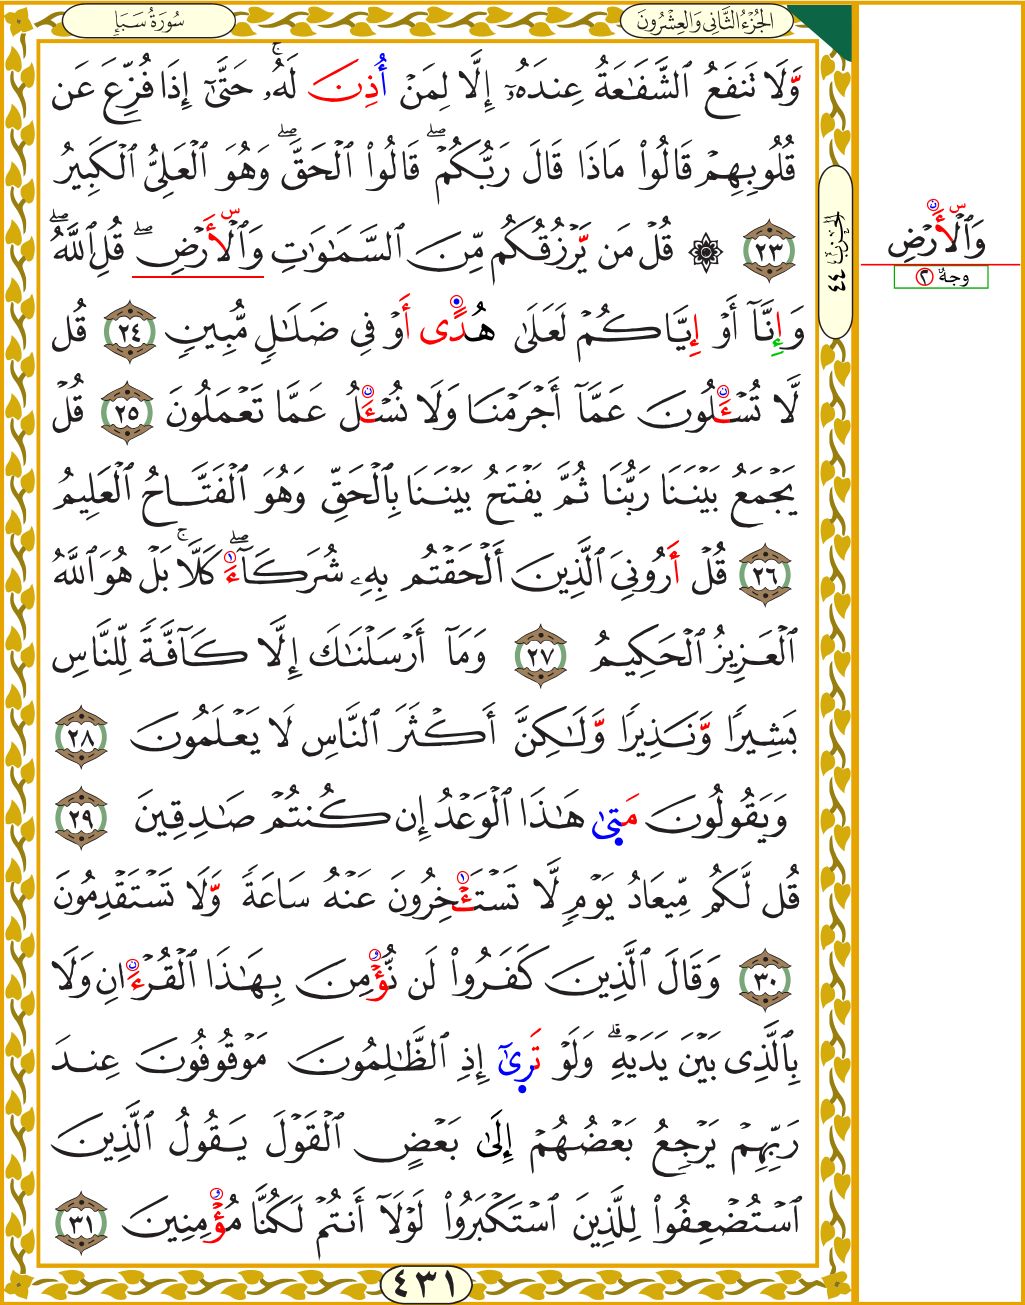 الجُزْءُ الثَّانِي وَالعِشْرُونَ
سُورَةُ سَبَإٍ
وَّلَا تَنفَعُ ٱلشَّفَٰعَةُ عِندَهُۥٓ إِلَّا لِمَنْ أُذِنَ لَهُۥۚ حَتَّىٰٓ إِذَا فُزِّعَ عَن
قُلُوبِهِمْ قَالُوا۟ مَاذَا قَالَ رَبُّكُمْۖ قَالُوا۟ ٱلْحَقَّۖ وَهُوَ ٱلْعَلِىُّ ٱلْكَبِيرُ
٢٣ ۞ قُلْ مَن يَّرْزُقُكُم مِّنَ ٱلسَّمَٰوَٰتِ وَٱلْأَرْضِۖ قُلِ ٱللَّهُۖ
وَإِنَّآ أَوْ إِيَّاكُمْ لَعَلَىٰ هُدًى أَوْ فِى ضَلَٰلٍ مُّبِينٍ ٢٤ قُل
لَّا تُسْـَٔلُونَ عَمَّآ أَجْرَمْنَا وَلَا نُسْـَٔلُ عَمَّا تَعْمَلُونَ ٢٥ قُلْ
يَجْمَعُ بَيْنَنَا رَبُّنَا ثُمَّ يَفْتَحُ بَيْنَنَا بِٱلْحَقِّ وَهُوَ ٱلْفَتَّاحُ ٱلْعَلِيمُ
٢٦ قُلْ أَرُونِىَ ٱلَّذِينَ أَلْحَقْتُم بِهِۦ شُرَكَآءَۖ كَلَّاۚ بَلْ هُوَ ٱللَّهُ
ٱلْعَزِيزُ ٱلْحَكِيمُ ٢٧ وَمَآ أَرْسَلْنَٰكَ إِلَّا كَآفَّةً لِّلنَّاسِ
بَشِيرًا وَّنَذِيرًا وَّلَٰكِنَّ أَكْثَرَ ٱلنَّاسِ لَا يَعْلَمُونَ ٢٨
وَيَقُولُونَ مَتَىٰ هَٰذَا ٱلْوَعْدُ إِن كُنتُمْ صَٰدِقِينَ ٢٩
قُل لَّكُم مِّيعَادُ يَوْمٍ لَّا تَسْتَـْٔخِرُونَ عَنْهُ سَاعَةً وَّلَا تَسْتَقْدِمُونَ
٣٠ وَقَالَ ٱلَّذِينَ كَفَرُوا۟ لَن نُّؤْمِنَ بِهَٰذَا ٱلْقُرْءَانِ وَلَا
بِٱلَّذِى بَيْنَ يَدَيْهِۗ وَلَوْ تَرَىٰٓ إِذِ ٱلظَّٰلِمُونَ مَوْقُوفُونَ عِندَ
رَبِّهِمْ يَرْجِعُ بَعْضُهُمْ إِلَىٰ بَعْضٍ ٱلْقَوْلَ يَقُولُ ٱلَّذِينَ
ٱسْتُضْعِفُوا۟ لِلَّذِينَ ٱسْتَكْبَرُوا۟ لَوْلَآ أَنتُمْ لَكُنَّا مُؤْمِنِينَ ٣١
٤٣١
الحِزْبُ ٤٤
وَٱلْأَرْضِ
وجهٌ ٢